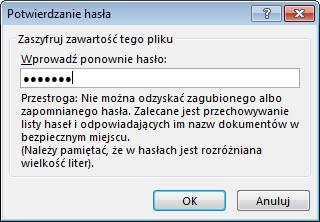 Potwierdzanie hasła
Zaszyfruj zawartość tego pliku
Wprowadź ponownie hasło:
●●●●●●●
Przestroga: Nie można odzyskać zagubionego albo
zapomnianego hasła. Zalecane jest przechowywanie
listy haseł i odpowiadających im nazw dokumentów w
bezpiecznym miejscu.
(Należy pamiętać, że w hasłach jest rozróżniana
wielkość liter).
OK
Anuluj